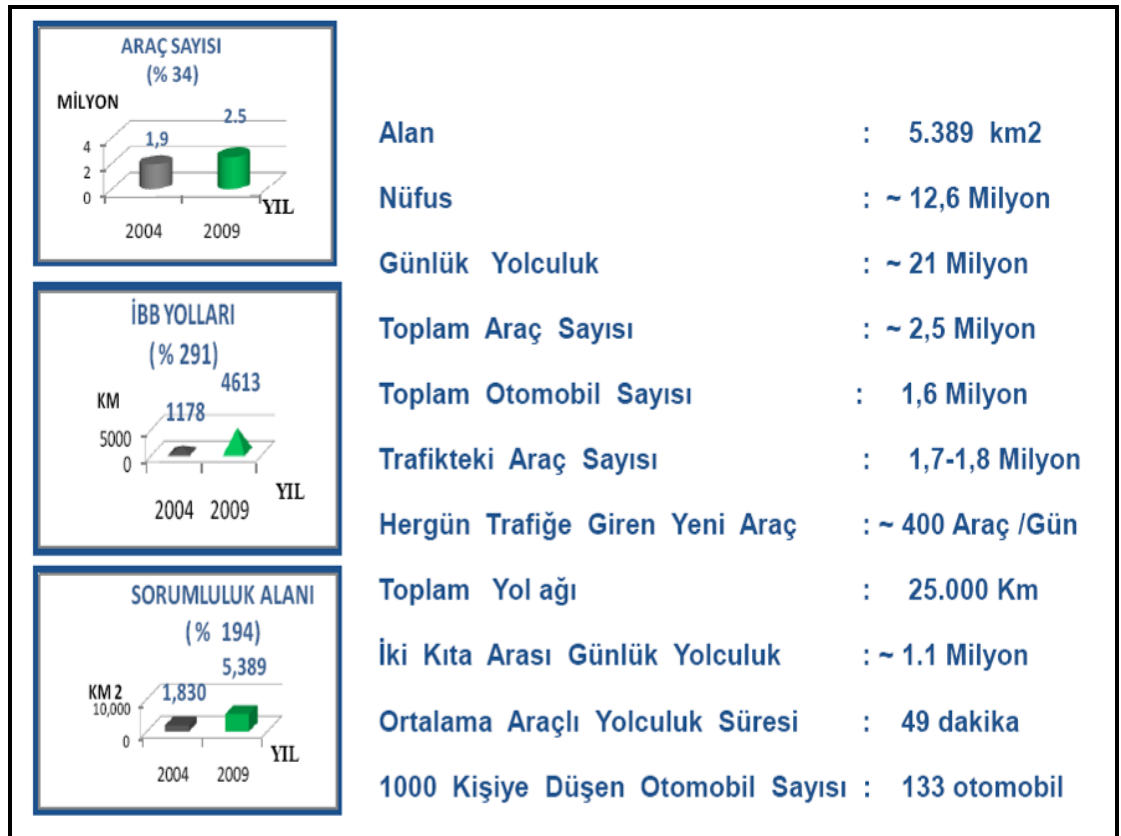 ARAÇ SAYISI
(% 34)
MİLYON
2.5
1,9
4
2
0
YIL
2004 2009
İBB YOLLARI
(% 291)
4613
KM
1178
5000
0
YIL
2004 2009
SORUMLULUK ALANI
(% 194)
5,389
KM 2
1,830
10,000
0
YIL
2004 2009
Alan : 5.389 km2
Nüfus : ~ 12,6 Milyon
Günlük Yolculuk : ~ 21 Milyon
Toplam Araç Sayısı : ~ 2,5 Milyon
Toplam Otomobil Sayısı : 1,6 Milyon
Trafikteki Araç Sayısı : 1,7-1,8 Milyon
Hergün Trafiğe Giren Yeni Araç : ~ 400 Araç /Gün
Toplam Yol ağı : 25.000 Km
İki Kıta Arası Günlük Yolculuk : ~ 1.1 Milyon
Ortalama Araçlı Yolculuk Süresi : 49 dakika
1000 Kişiye Düşen Otomobil Sayısı : 133 otomobil